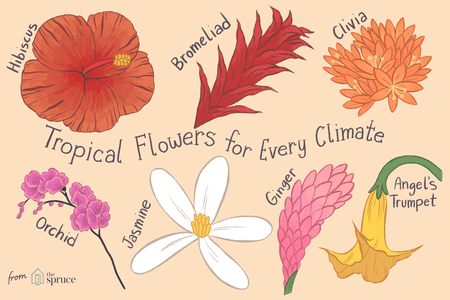 Hibiscus
Bromeliad
Clivia
Tropical Flowers for Every Climate
Orchid
Jasmine
Ginger
Angel's
Trumpet
from the spruce